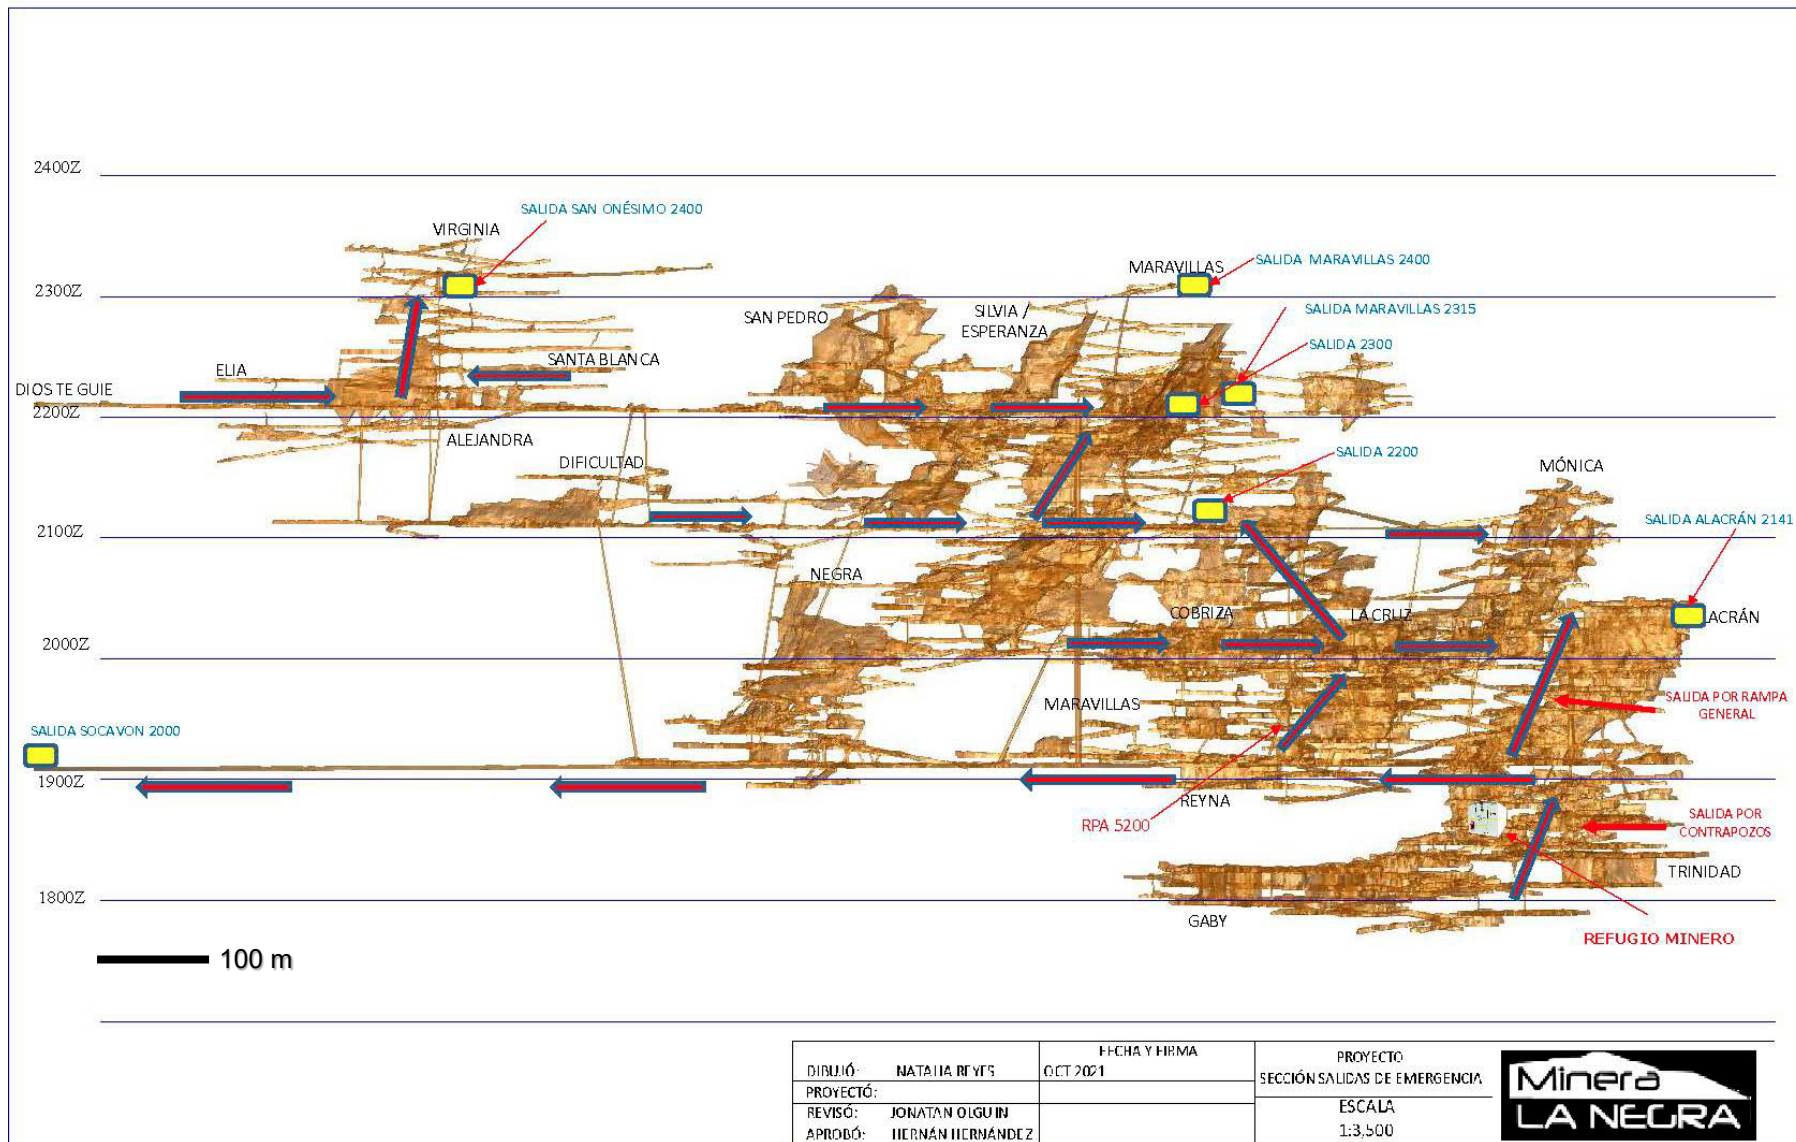 2400Z
SALIDA SAN ONÉSIMO 2400
VIRGINIA
SALIDA MARAVILLAS 2400
MARAVILLAS
2300Z
SALIDA MARAVILLAS 2315
SILVIA /
ESPERANZA
SAN PEDRO
SALIDA 2300
SANTA BLANCA
ELIA
DIOS TE GUIE
2200Z
ALEJANDRA
SALIDA 2200
DIFICULTAD
MÓNICA
SALIDA ALACRÁN 2141
2100Z
NEGRA
COBRIZA
LA CRUZ
LACRÁN
2000Z
MARAVILLAS
SALIDA POR RAMPA
GENERAL
SALIDA SOCAVON 2000
1900Z
REYNA
RPA 5200
SALIDA POR
CONTRAPOZOS
TRINIDAD
1800Z
GABY
REFUGIO MINERO
100 m
FECHA Y FIRMA
DIBUJÓ: NATALIA REYES OCT 2021
PROYECTÓ:
REVISÓ: JONATAN OLGUIN
APROBÓ: HERNÁN HERNÁNDEZ
PROYECTO
SECCIÓN SALIDAS DE EMERGENCIA
ESCALA
1:3,500
Minera
LA NEGRA